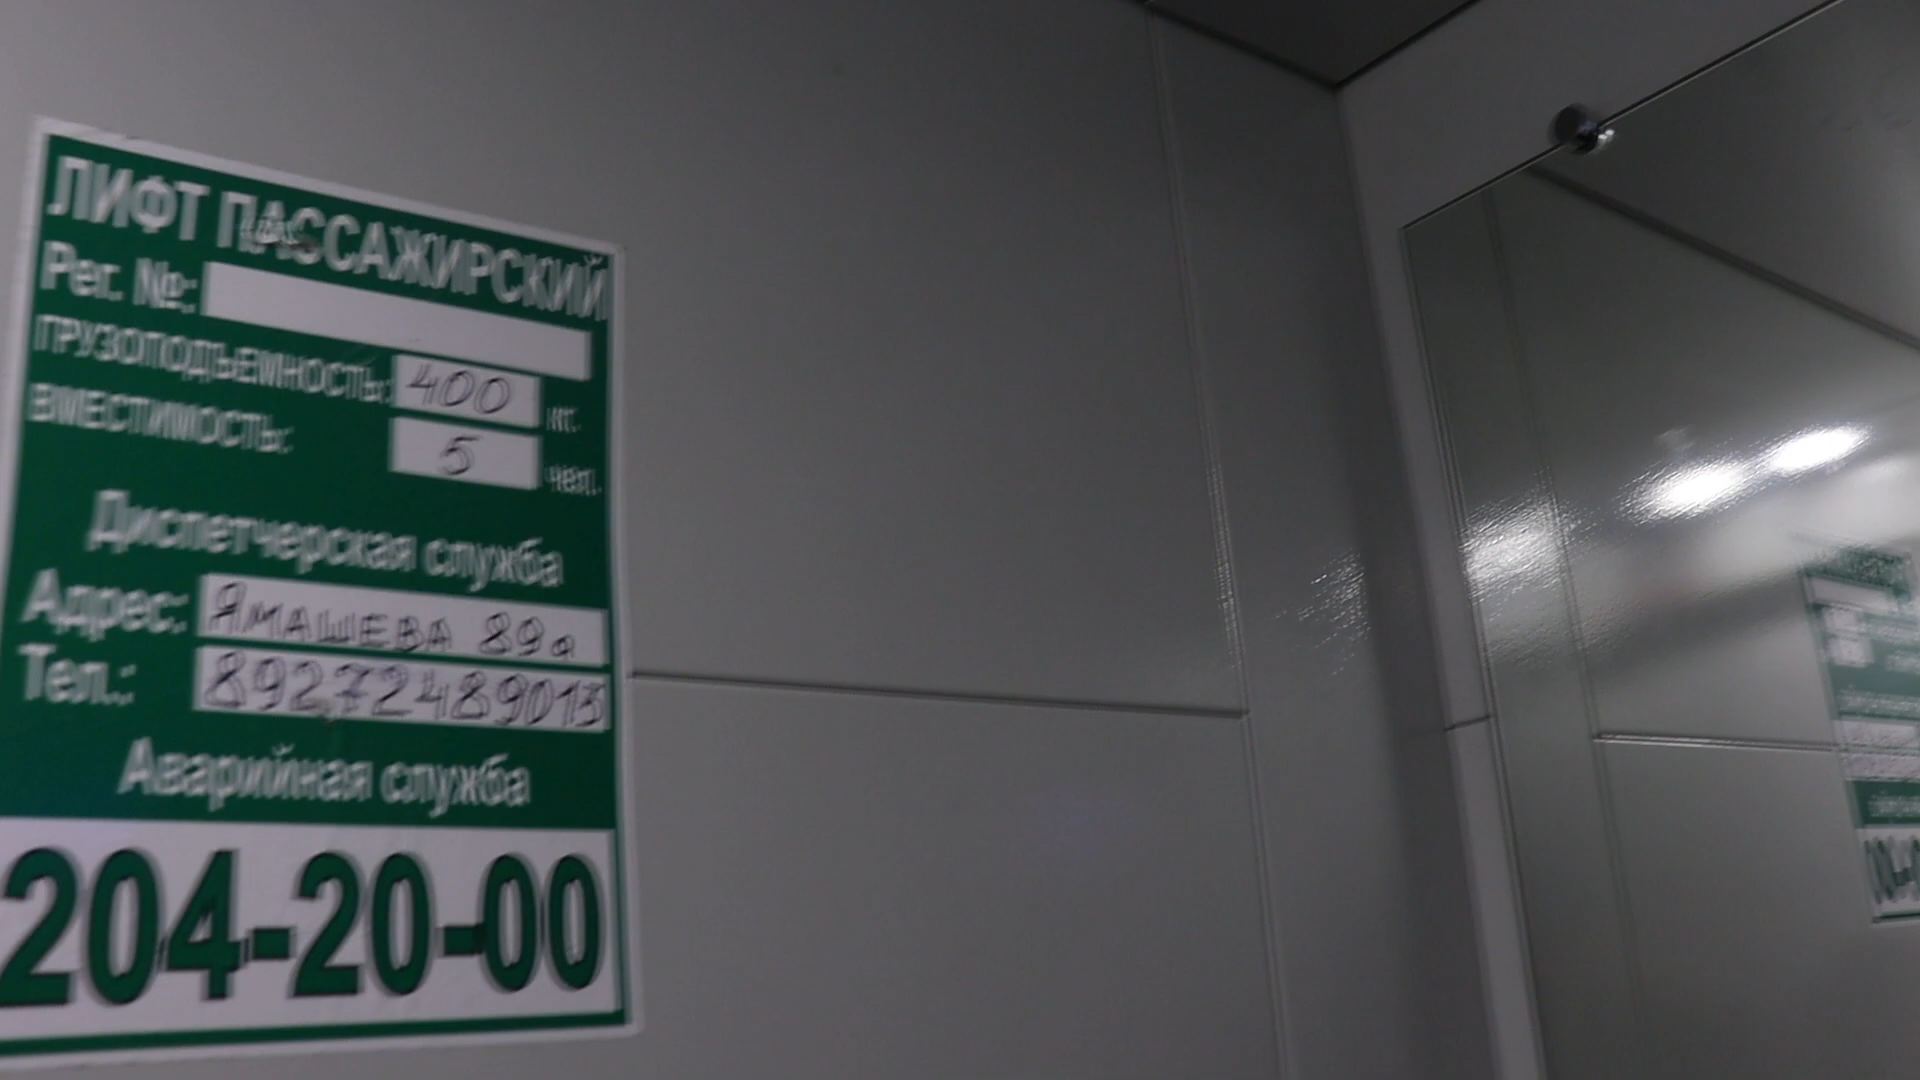 ЛИФТ ПАССАЖИРСКИЙ
Рег. №:
ГРУЗОПОДЪЕМНОСТЬ: 400 кг.
ВМЕСТИМОСТЬ: 5 чел.
Диспетчерская служба
Адрес: ЯМАШЕВА 89а
Тел.: 89272489013
Аварийная служба
204-20-00